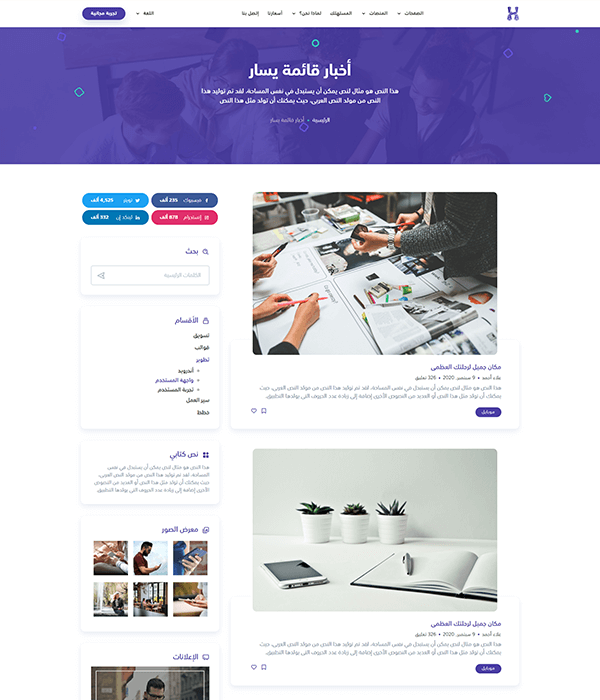 الصفحات
المنصات
لماذا نحن؟
المستهلك
أسعارنا
إتصل بنا
اللغة
تجربة مجانية
أخبار قائمة يسار
هذا النص هو مثال لنص يمكن أن يستبدل في نفس المساحة، لقد تم توليد هذا
النص من مولد النص العربى، حيث يمكنك أن تولد مثل هذا النص
الرئيسية • أخبار قائمة يسار
فيسبوك 235 ألف
تويتر 4,525 ألف
إنستجرام 878 ألف
لينكد إن 332 ألف
بحث
الكلمات الرئيسية
الأقسام
تسويق
قوالب
تطوير
+ أندرويد
+ واجهة المستخدم
+ تجربة المستخدم
سير العمل
خطط
نص كتابي
هذا النص هو مثال لنص يمكن أن يستبدل في نفس
المساحة، لقد تم توليد هذا النص من مولد النص العربى،
حيث يمكنك أن تولد مثل هذا النص أو العديد من النصوص
الأخرى إضافة إلى زيادة عدد الحروف التى يولدها التطبيق.
معرض الصور
الإعلانات
مكان جميل لرحلتك العظمى
علاء أحمد • 9 سبتمبر، 2020 • 326 تعليق
هذا النص هو مثال لنص يمكن أن يستبدل في نفس المساحة، لقد تم توليد هذا النص من مولد النص العربى، حيث
يمكنك أن تولد مثل هذا النص أو العديد من النصوص الأخرى إضافة إلى زيادة عدد الحروف التى يولدها التطبيق.
موبايل
مكان جميل لرحلتك العظمى
علاء أحمد • 9 سبتمبر، 2020 • 326 تعليق
هذا النص هو مثال لنص يمكن أن يستبدل في نفس المساحة، لقد تم توليد هذا النص من مولد النص العربى، حيث
يمكنك أن تولد مثل هذا النص أو العديد من النصوص الأخرى إضافة إلى زيادة عدد الحروف التى يولدها التطبيق.
موبايل